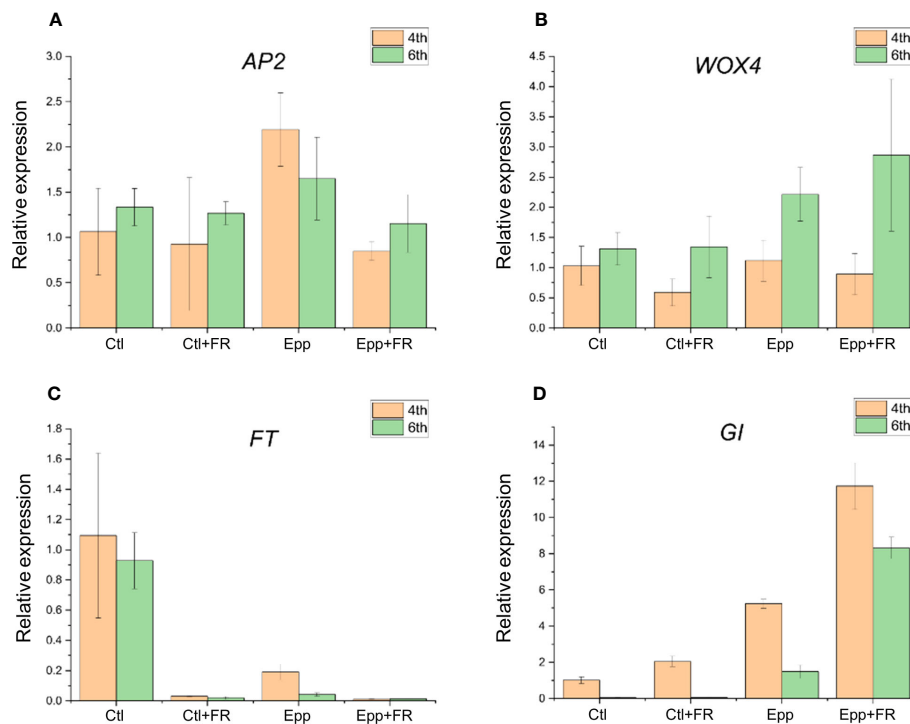 A
AP2
4th
6th
Relative expression
3.0
2.5
2.0
1.5
1.0
0.5
0.0
Ctl
Ctl+FR
Epp
Epp+FR
B
WOX4
4th
6th
Relative expression
4.5
4.0
3.5
3.0
2.5
2.0
1.5
1.0
0.5
0.0
Ctl
Ctl+FR
Epp
Epp+FR
C
FT
4th
6th
Relative expression
1.8
1.6
1.4
1.2
1.0
0.8
0.6
0.4
0.2
0.0
Ctl
Ctl+FR
Epp
Epp+FR
D
GI
4th
6th
Relative expression
14
12
10
8
6
4
2
0
Ctl
Ctl+FR
Epp
Epp+FR